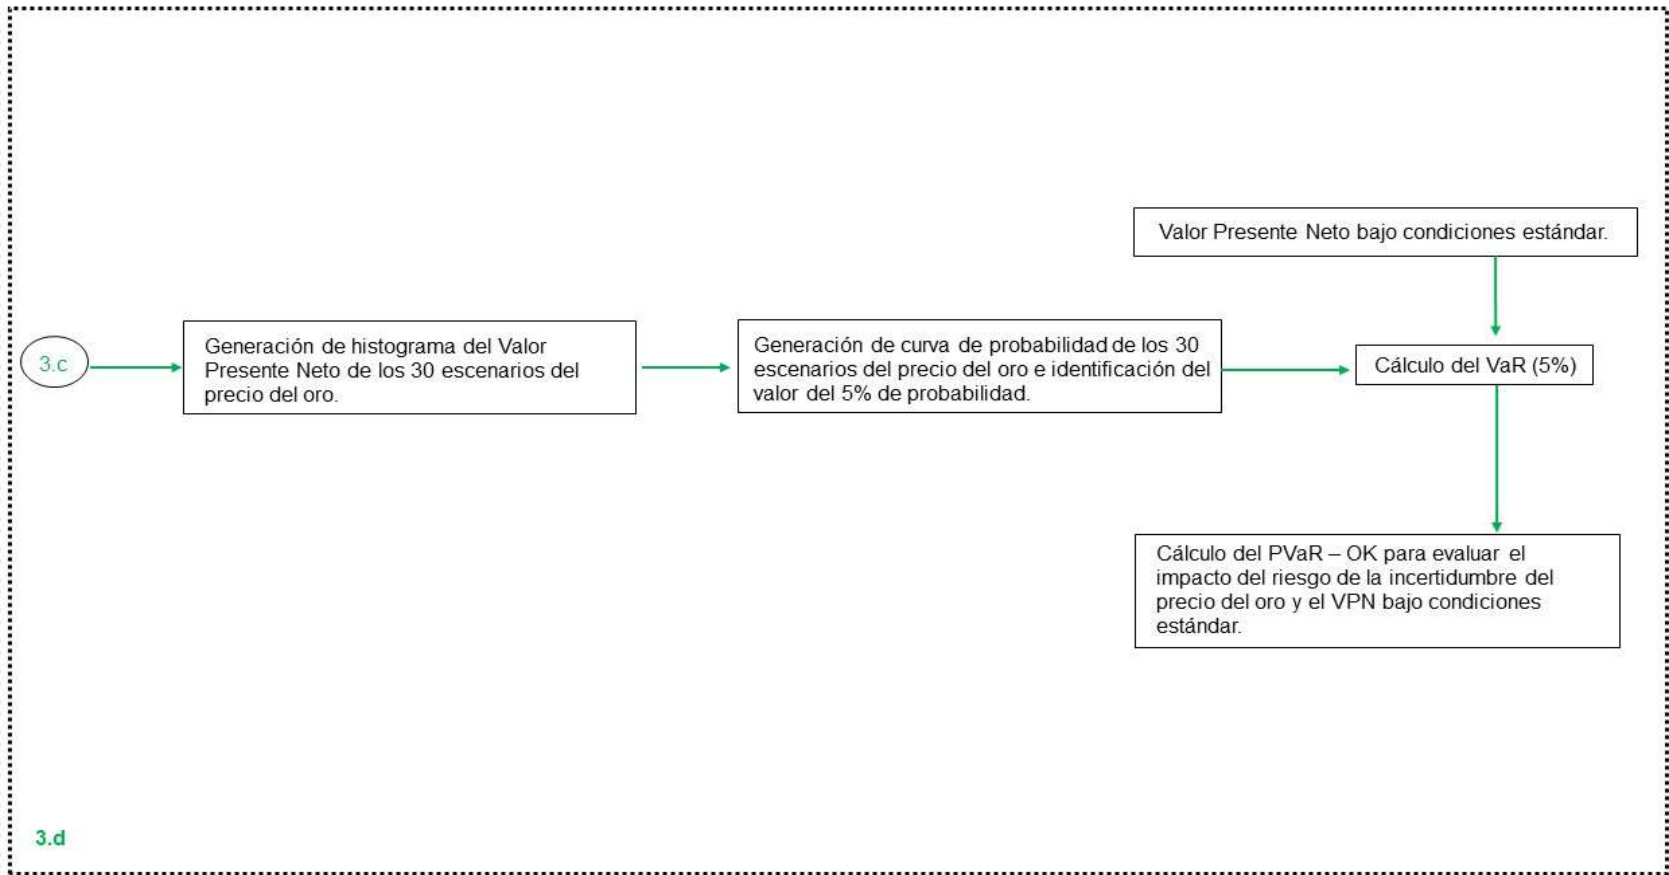 Valor Presente Neto bajo condiciones estándar.
3.c
Generación de histograma del Valor
Presente Neto de los 30 escenarios del
precio del oro.
Generación de curva de probabilidad de los 30
escenarios del precio del oro e identificación del
valor del 5% de probabilidad.
Cálculo del VaR (5%)
Cálculo del PVaR – OK para evaluar el
impacto del riesgo de la incertidumbre del
precio del oro y el VPN bajo condiciones
estándar.
3.d